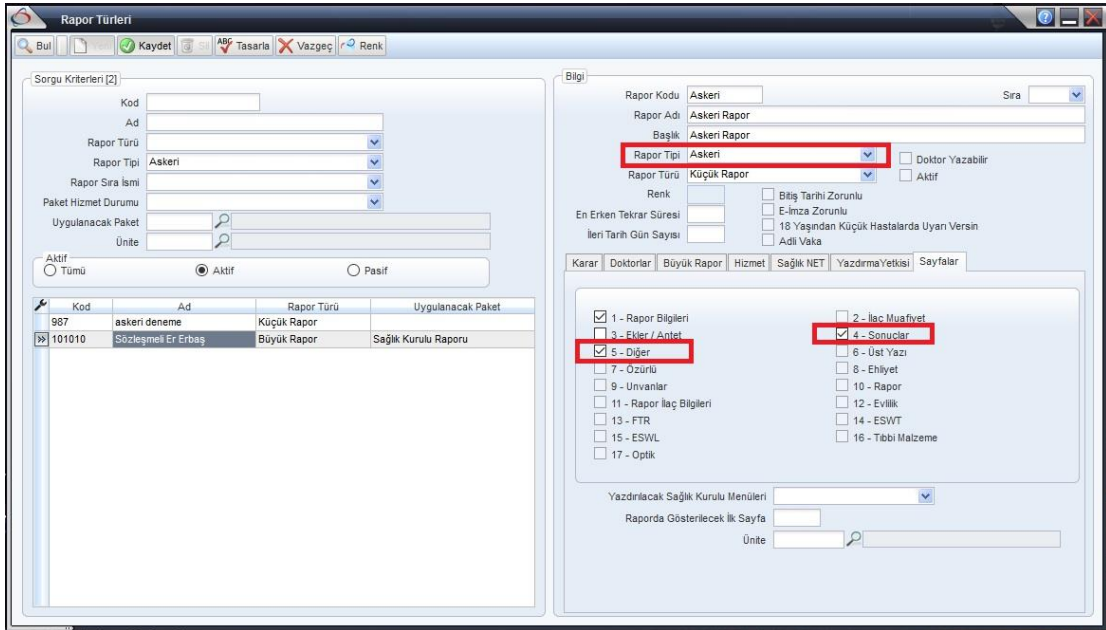 Rapor Türleri
Bul Kaydet Sil ABC Tasarla Vazgeç Renk
Sorgu Kriterleri [2]
Kod
Ad
Rapor Türü
Rapor Tipi Askeri
Rapor Sıra İsmi
Paket Hizmet Durumu
Uygulanacak Paket
Ünite
Aktif
Tümü Aktif Pasif
Kod Ad Rapor Türü Uygulanacak Paket
987 askeri deneme Küçük Rapor
101010 Sözleşmeli Er Erbaş Büyük Rapor Sağlık Kurulu Raporu
Bilgi
Rapor Kodu Askeri Sıra
Rapor Adı Askeri Rapor
Başlık Askeri Rapor
Rapor Tipi Askeri Doktor Yazabilir
Rapor Türü Küçük Rapor Aktif
Renk Bitiş Tarihi Zorunlu
En Erken Tekrar Süresi E-İmza Zorunlu
18 Yaşından Küçük Hastalarda Uyarı Versin
İleri Tarih Gün Sayısı Adli Vaka
Karar Doktorlar Büyük Rapor Hizmet Sağlık NET YazdırmaYetkisi Sayfalar
1 - Rapor Bilgileri 2 - İlac Muafiyet
3 - Ekler / Antet 4 - Sonuçlar
5 - Diğer 6 - Üst Yazı
7 - Özürlü 8 - Ehliyet
9 - Unvanlar 10 - Rapor
11 - Rapor İlaç Bilgileri 12 - Evlilik
13 - FTR 14 - ESWT
15 - ESWL 16 - Tıbbi Malzeme
17 - Optik
Yazdırılacak Sağlık Kurulu Menüleri
Raporda Gösterilecek İlk Sayfa
Ünite